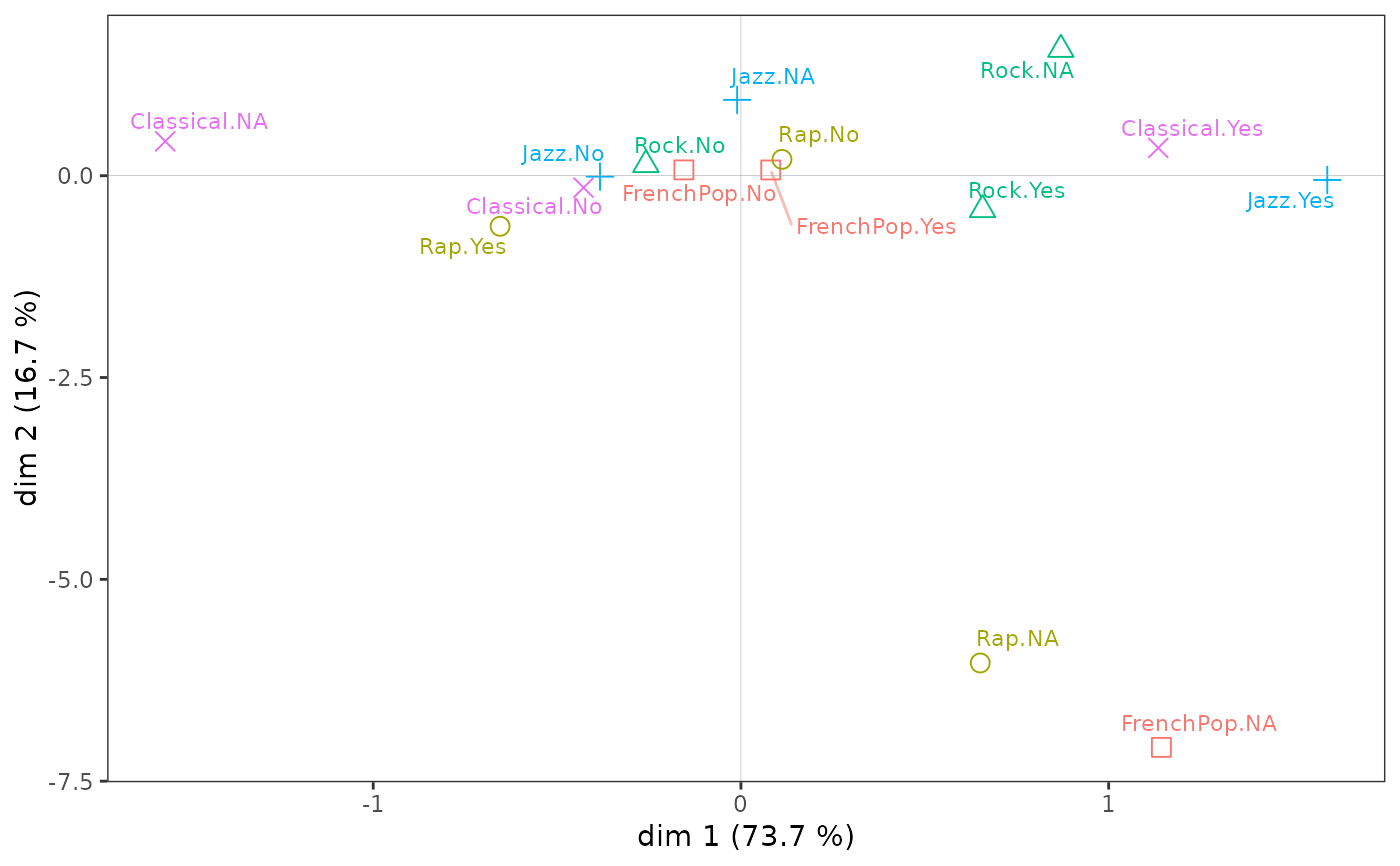 Rock.NA
Jazz.NA
Classical.NA
Classical.Yes
Rap.No
Rock.No
Jazz.No
Rock.Yes
FrenchPop.No
Jazz.Yes
Classical.No
FrenchPop.Yes
Rap.Yes
Rap.NA
FrenchPop.NA
0.0
-2.5
-5.0
-7.5
-1
0
1
dim 1 (73.7 %)
dim 2 (16.7 %)